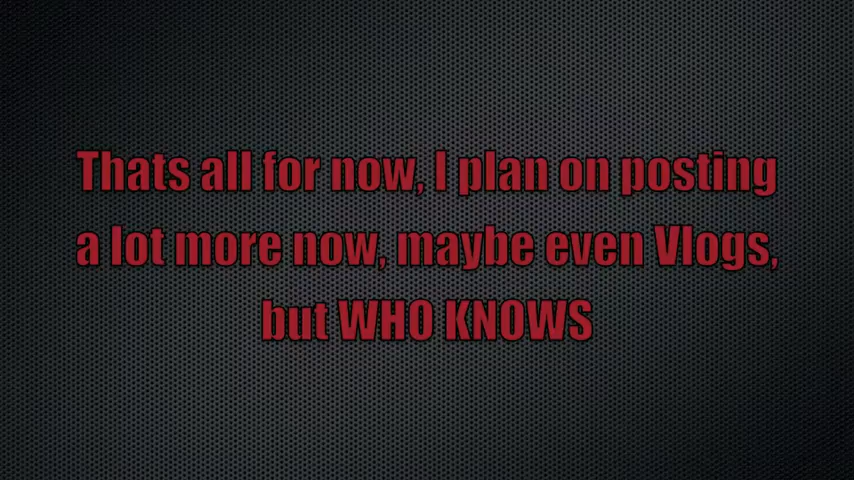 Thats all for now, I plan on posting
a lot more now, maybe even Vlogs,
but WHO KNOWS